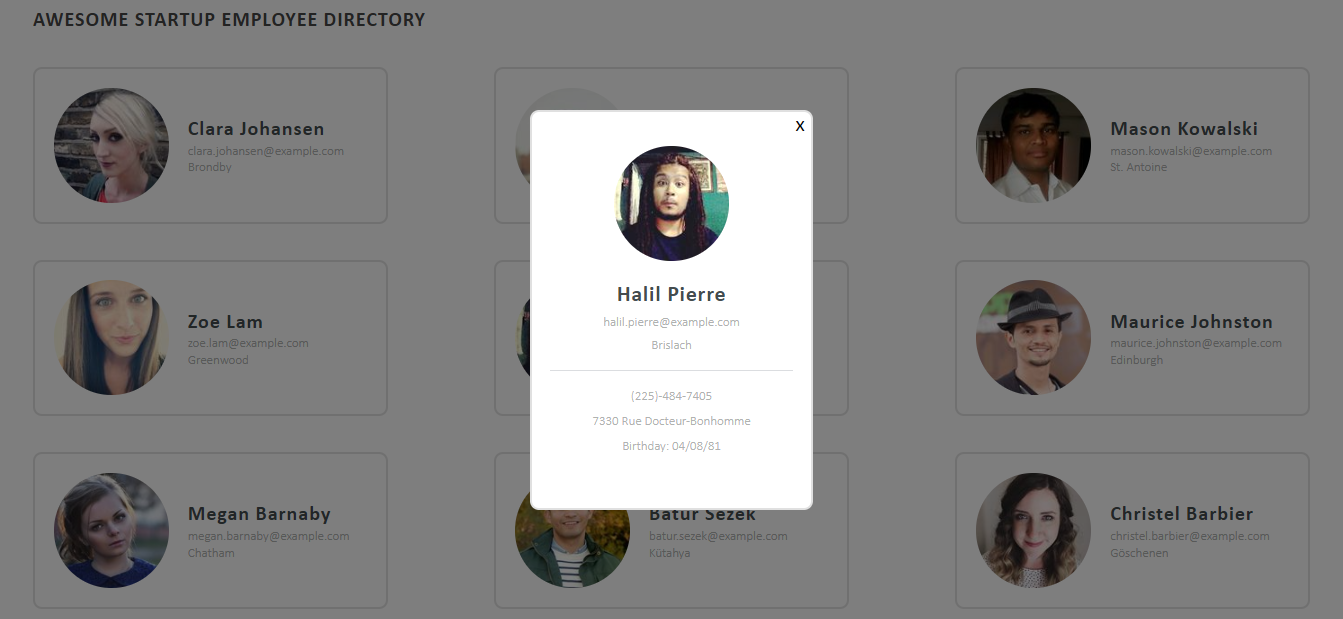 AWESOME STARTUP EMPLOYEE DIRECTORY
Clara Johansen
clara.johansen@example.com
Brondby
Mason Kowalski
mason.kowalski@example.com
St. Antoine
X
Halil Pierre
halil.pierre@example.com
Brislach
(225)-484-7405
7330 Rue Docteur-Bonhomme
Birthday: 04/08/81
Zoe Lam
zoe.lam@example.com
Greenwood
Maurice Johnston
maurice.johnston@example.com
Edinburgh
Megan Barnaby
megan.barnaby@example.com
Chatham
Batur Sezek
batur.sezek@example.com
Kütahya
Christel Barbier
christel.barbier@example.com
Göschenen